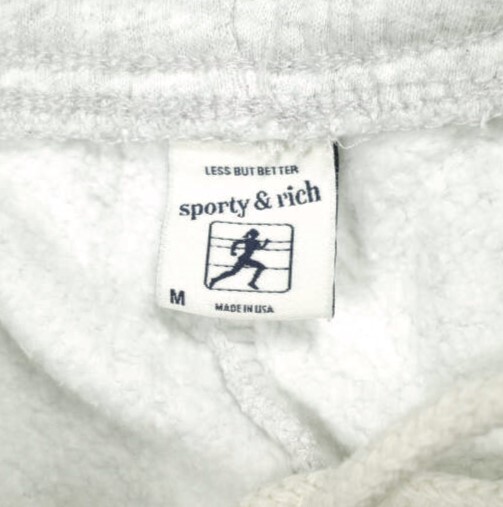 LESS BUT BETTER
sporty & rich
M
MADE IN USA